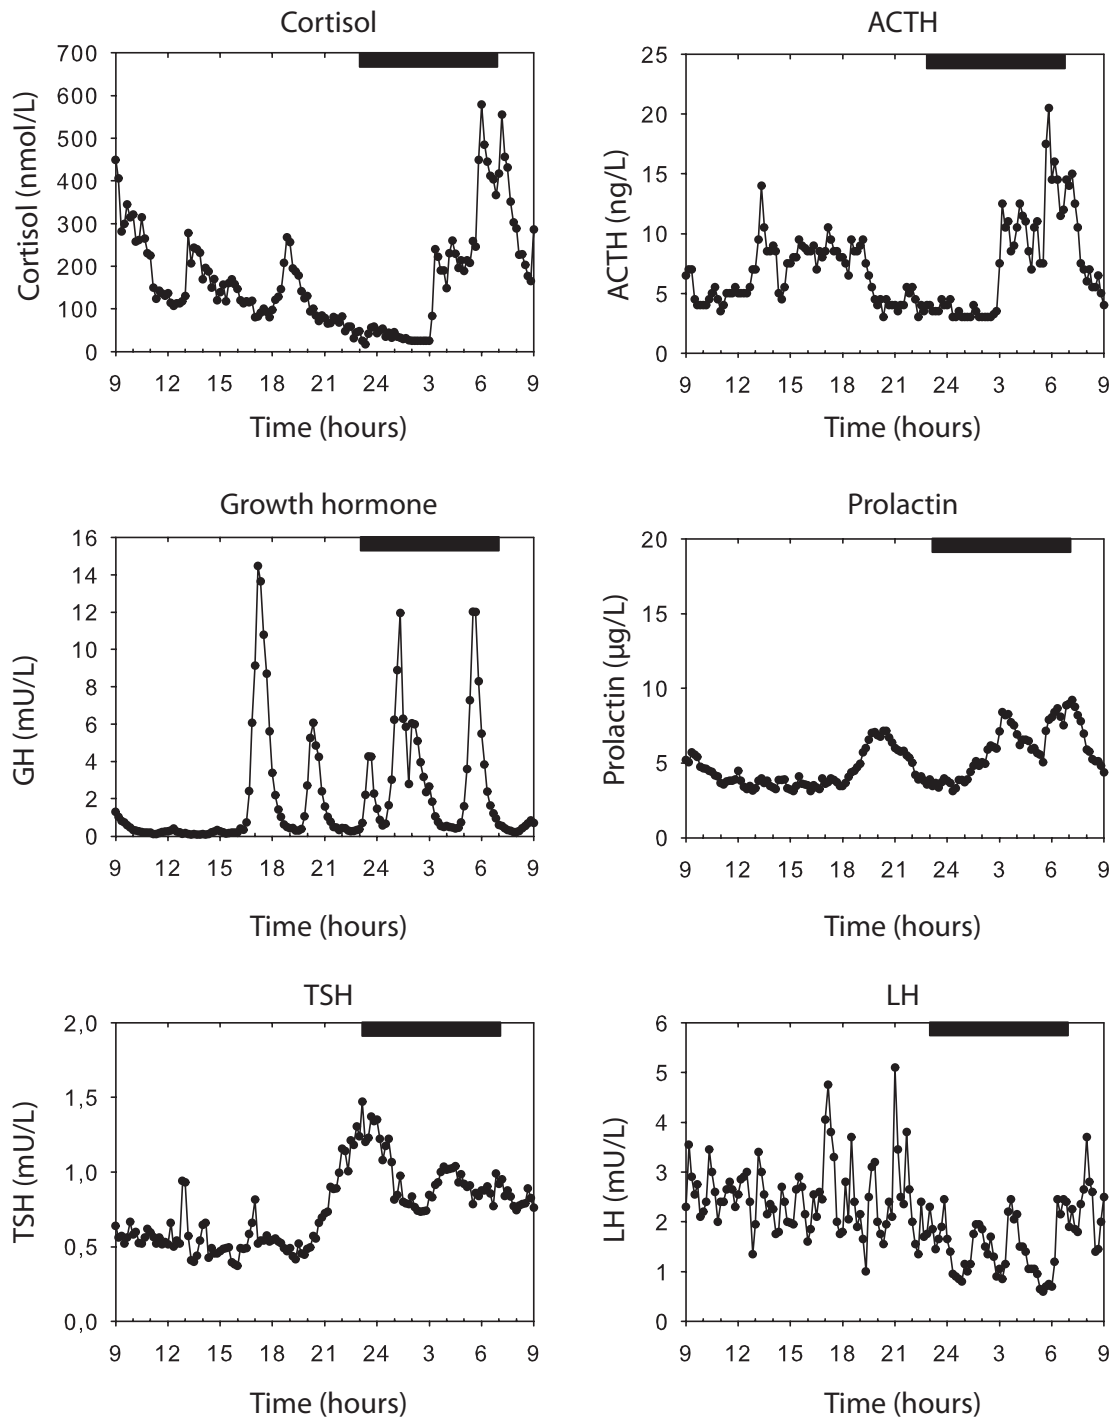 Cortisol
Cortisol (nmol/L)
700
600
500
400
300
200
100
0
9 12 15 18 21 24 3 6 9
Time (hours)
ACTH
ACTH (ng/L)
25
20
15
10
5
0
9 12 15 18 21 24 3 6 9
Time (hours)
Growth hormone
GH (mU/L)
16
14
12
10
8
6
4
2
0
9 12 15 18 21 24 3 6 9
Time (hours)
Prolactin
Prolactin (µg/L)
20
15
10
5
0
9 12 15 18 21 24 3 6 9
Time (hours)
TSH
TSH (mU/L)
2,0
1,5
1,0
0,5
0,0
9 12 15 18 21 24 3 6 9
Time (hours)
LH
LH (mU/L)
6
5
4
3
2
1
0
9 12 15 18 21 24 3 6 9
Time (hours)